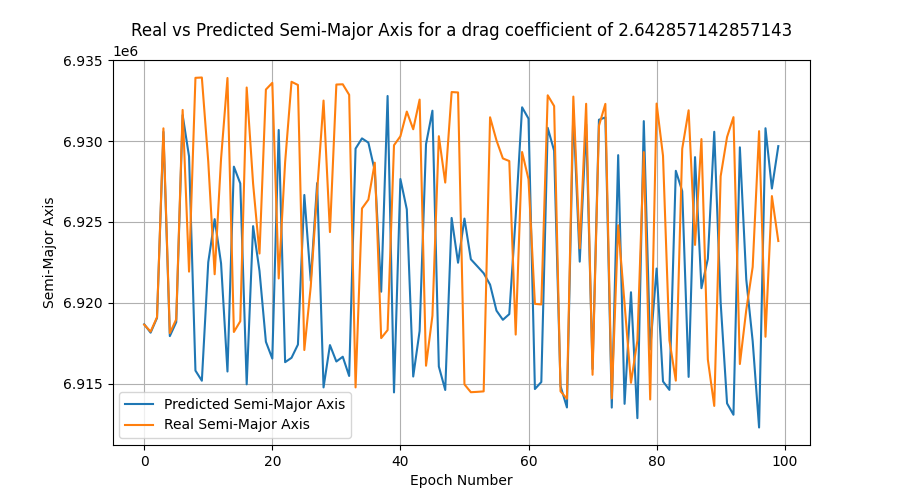 Real vs Predicted Semi-Major Axis for a drag coefficient of 2.642857142857143
1e6
6.935
6.930
6.925
6.920
6.915
Semi-Major Axis
Predicted Semi-Major Axis
Real Semi-Major Axis
0 20 40 60 80 100
Epoch Number